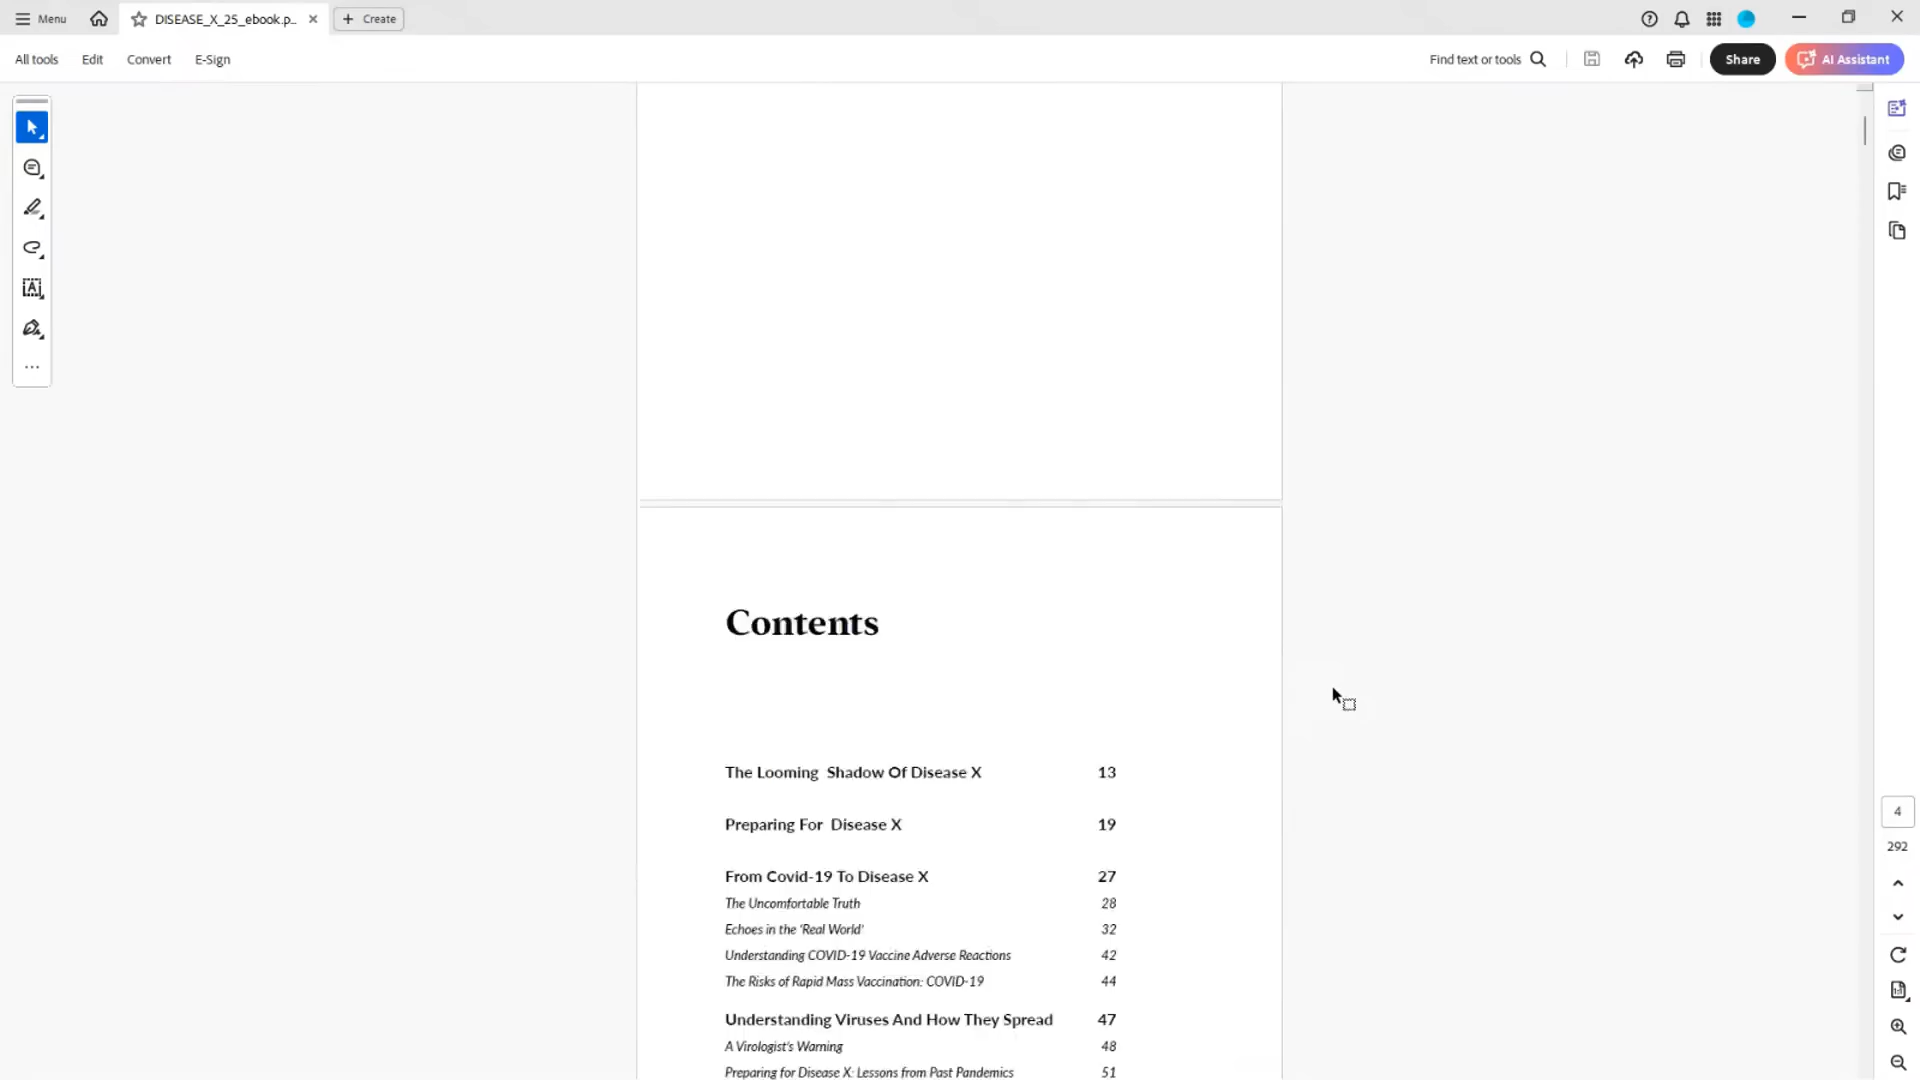 Menu
DISEASE_X_25_ebook.p...
Create
All tools
Edit
Convert
E-Sign
Find text or tools
Share
AI Assistant
Contents
The Looming Shadow Of Disease X 13
Preparing For Disease X 19
From Covid-19 To Disease X 27
The Uncomfortable Truth 28
Echoes in the ‘Real World’ 32
Understanding COVID-19 Vaccine Adverse Reactions 42
The Risks of Rapid Mass Vaccination: COVID-19 44
Understanding Viruses And How They Spread 47
A Virologist's Warning 48
Preparing for Disease X: Lessons from Past Pandemics 51
4
292